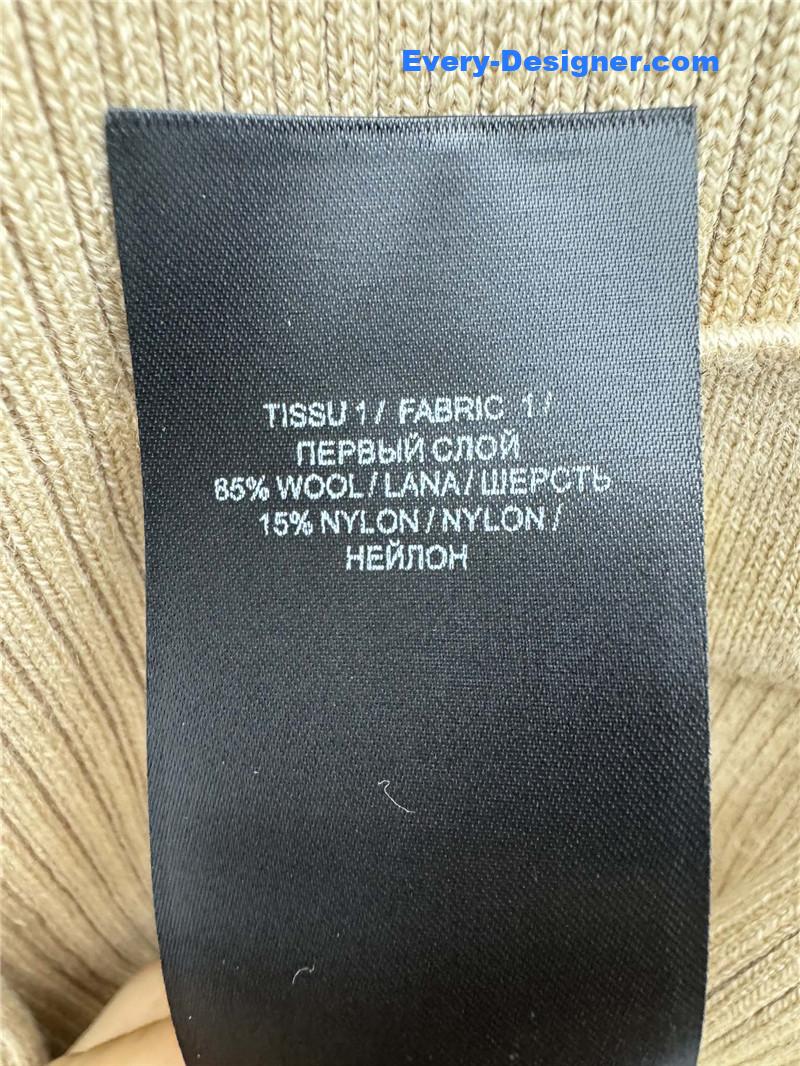 Every-Designer.com
TISSU 1 / FABRIC 1 /
ПЕРВЫЙ СЛОЙ
85% WOOL / LANA / ШЕРСТЬ
15% NYLON / NYLON /
НЕЙЛОН